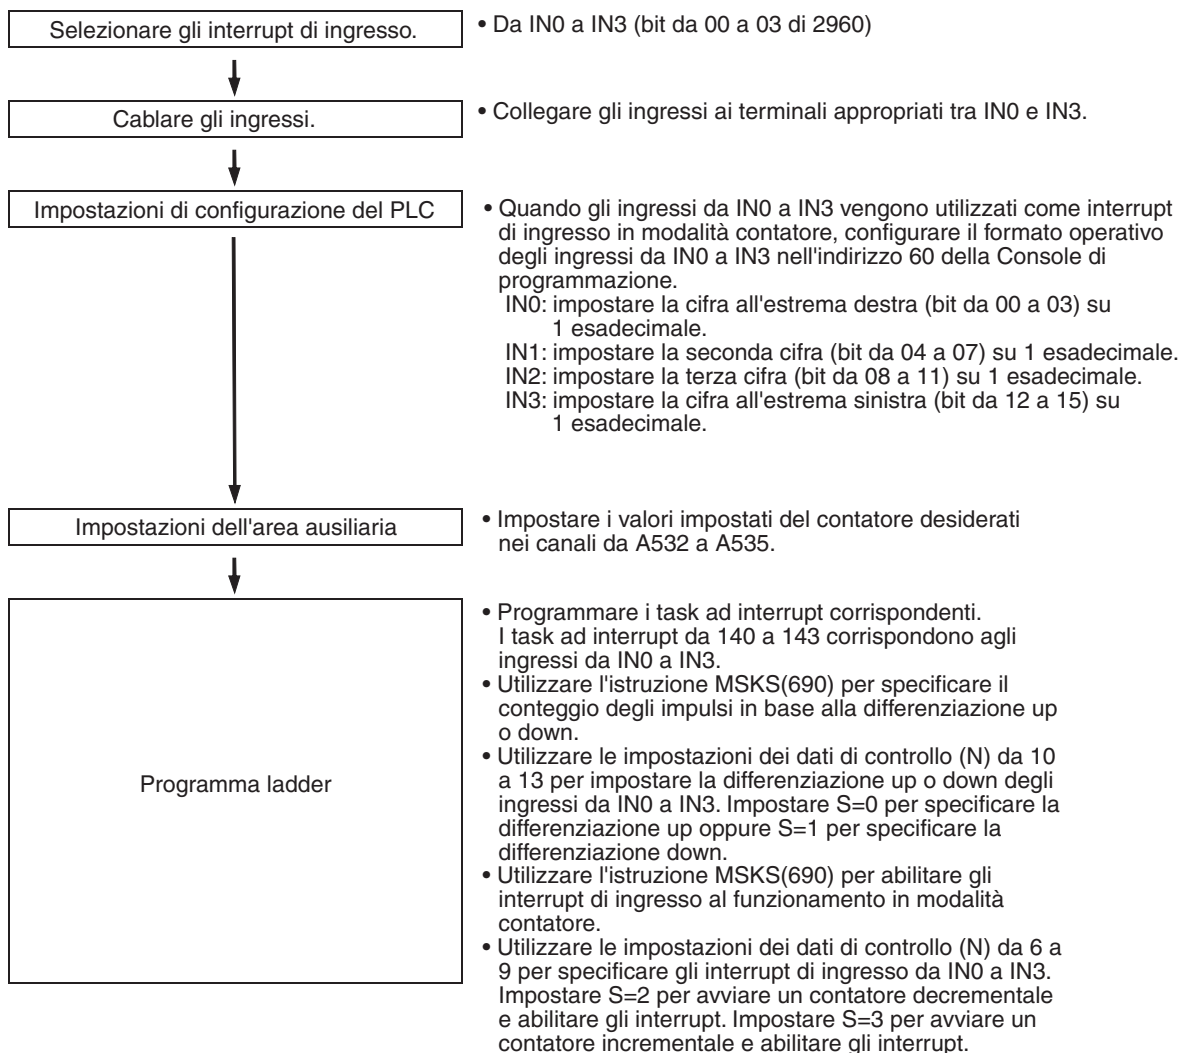 Selezionare gli interrupt di ingresso.
• Da IN0 a IN3 (bit da 00 a 03 di 2960)
Cablare gli ingressi.
• Collegare gli ingressi ai terminali appropriati tra IN0 e IN3.
Impostazioni di configurazione del PLC
• Quando gli ingressi da IN0 a IN3 vengono utilizzati come interrupt
di ingresso in modalità contatore, configurare il formato operativo
degli ingressi da IN0 a IN3 nell'indirizzo 60 della Console di
programmazione.
IN0: impostare la cifra all'estrema destra (bit da 00 a 03) su
1 esadecimale.
IN1: impostare la seconda cifra (bit da 04 a 07) su 1 esadecimale.
IN2: impostare la terza cifra (bit da 08 a 11) su 1 esadecimale.
IN3: impostare la cifra all'estrema sinistra (bit da 12 a 15) su
1 esadecimale.
Impostazioni dell'area ausiliaria
• Impostare i valori impostati del contatore desiderati
nei canali da A532 a A535.
Programma ladder
• Programmare i task ad interrupt corrispondenti.
I task ad interrupt da 140 a 143 corrispondono agli
ingressi da IN0 a IN3.
• Utilizzare l'istruzione MSKS(690) per specificare il
conteggio degli impulsi in base alla differenziazione up
o down.
• Utilizzare le impostazioni dei dati di controllo (N) da 10
a 13 per impostare la differenziazione up o down degli
ingressi da IN0 a IN3. Impostare S=0 per specificare la
differenziazione up oppure S=1 per specificare la
differenziazione down.
• Utilizzare l'istruzione MSKS(690) per abilitare gli
interrupt di ingresso al funzionamento in modalità
contatore.
• Utilizzare le impostazioni dei dati di controllo (N) da 6 a
9 per specificare gli interrupt di ingresso da IN0 a IN3.
Impostare S=2 per avviare un contatore decrementale
e abilitare gli interrupt. Impostare S=3 per avviare un
contatore incrementale e abilitare gli interrupt.